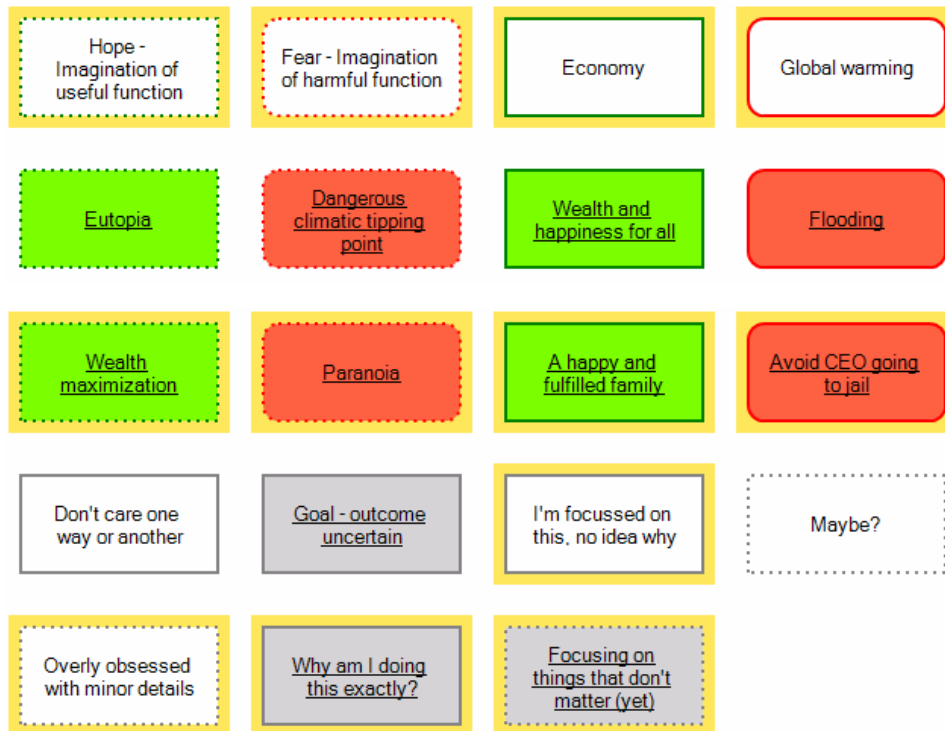 Hope -
Imagination of
useful function
Fear - Imagination
of harmful function
Economy
Global warming
Eutopia
Dangerous
climatic tipping
point
Wealth and
happiness for all
Flooding
Wealth
maximization
Paranoia
A happy and
fulfilled family
Avoid CEO going
to jail
Don't care one
way or another
Goal - outcome
uncertain
I'm focussed on
this, no idea why
Maybe?
Overly obsessed
with minor details
Why am I doing
this exactly?
Focusing on
things that don't
matter (yet)